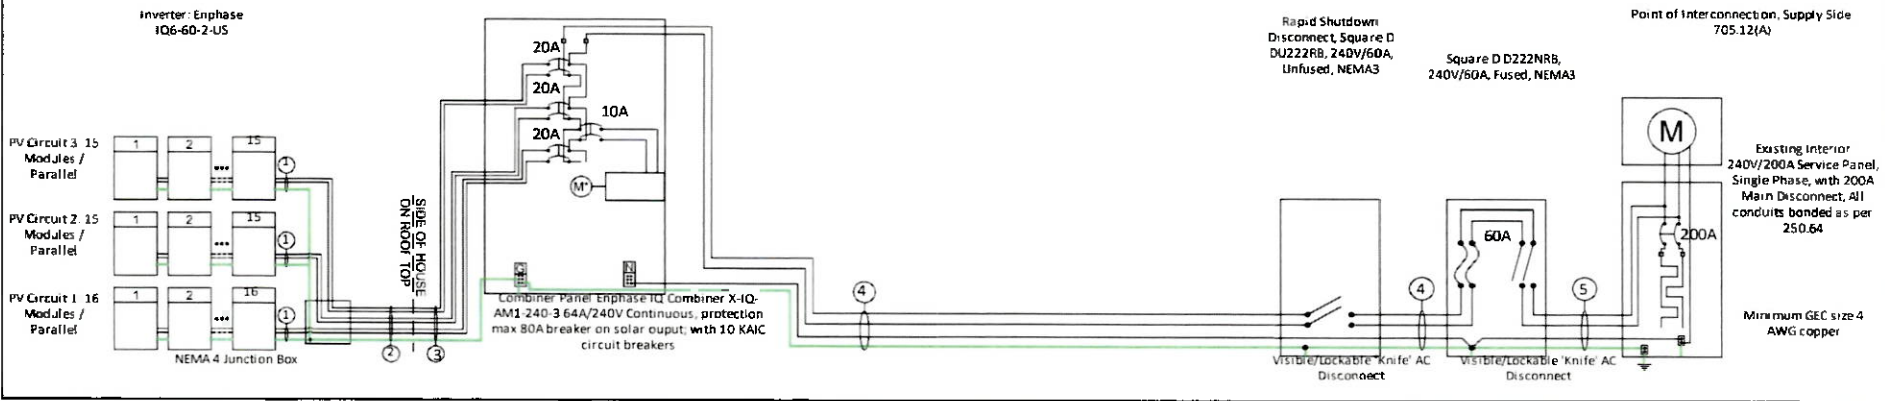 Inverter: Enphase
IQ6-60-2-US
Rapid Shutdown
Disconnect, Square D
DU222RB, 240V/60A,
Unfused, NEMA3
Square D D222NRB,
240V/60A, Fused, NEMA3
Point of Interconnection, Supply Side
705.12(A)
20A
20A
20A
10A
M*
G
N
PV Circuit 3. 15
Modules /
Parallel
1
2
•••
15
1
PV Circuit 2. 15
Modules /
Parallel
1
2
•••
15
1
PV Circuit 1 16
Modules /
Parallel
1
2
•••
16
1
NEMA 4 Junction Box
2
3
SIDE OF HOUSE
ON ROOF TOP
Combiner Panel Enphase IQ Combiner X-IQ-
AM1-240-3 64A/240V Continuous, protection
max 80A breaker on solar ouput; with 10 KAIC
circuit breakers
4
4
60A
5
Visible/Lockable 'Knife' AC
Disconnect
Visible/Lockable 'Knife' AC
Disconnect
M
200A
Existing Interior
240V/200A Service Panel,
Single Phase, with 200A
Main Disconnect, All
conduits bonded as per
250.64
Minimum GEC size 4
AWG copper